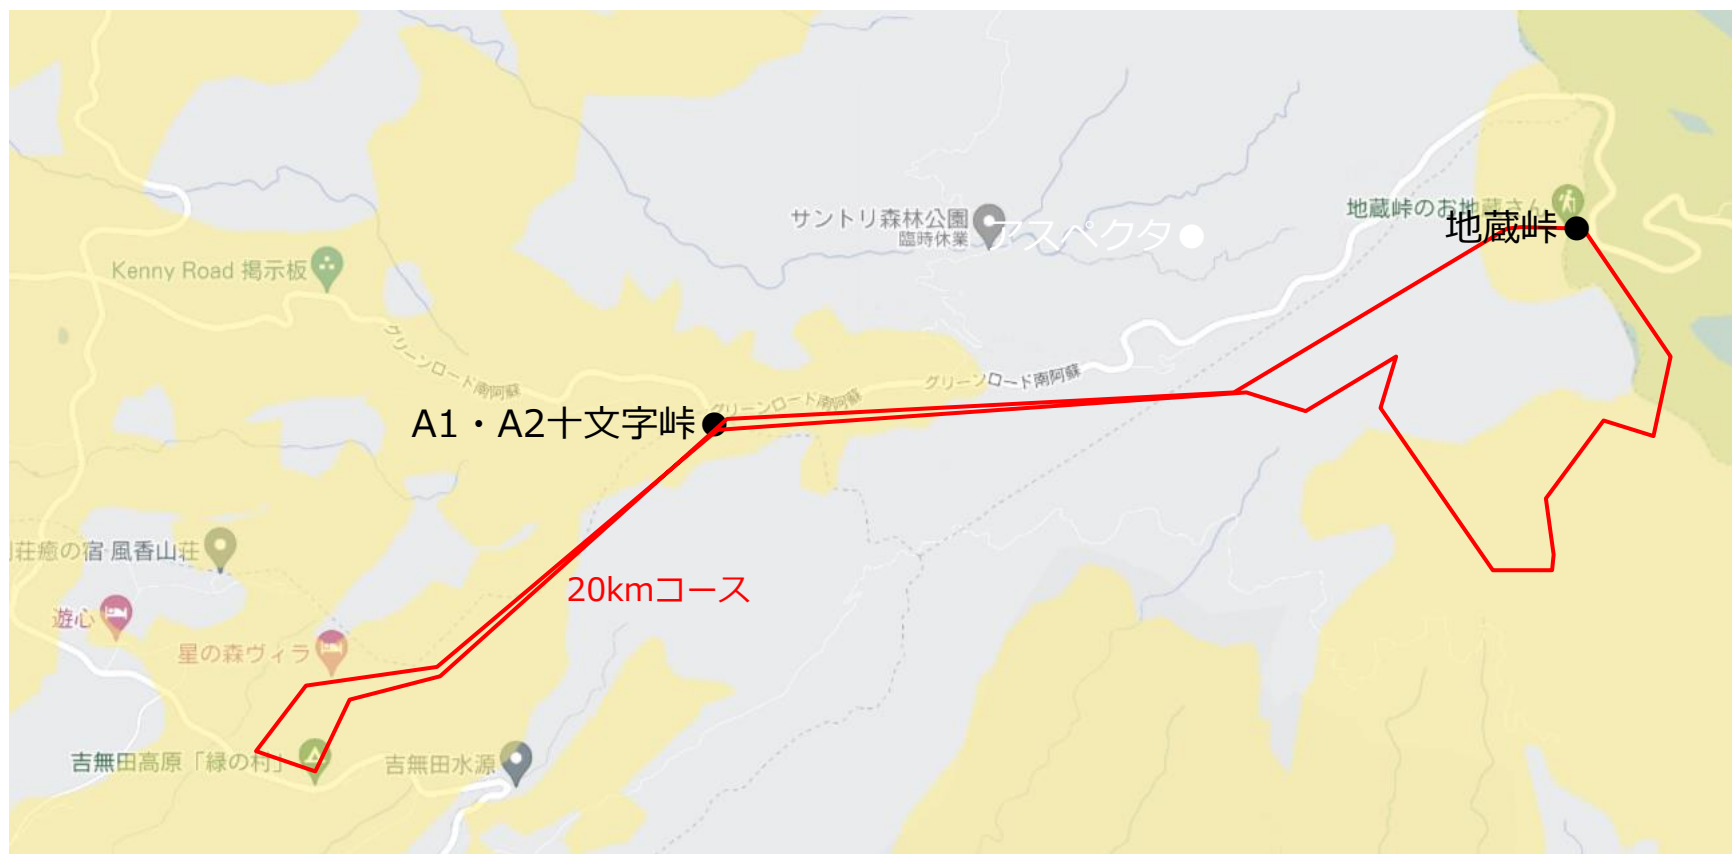 サントリ森林公園
臨時休業
アスペクタ
地蔵峠のお地蔵さん
地蔵峠
Kenny Road 掲示板
グリーンロード南阿蘇
グリーンロード南阿蘇
グリーンロード南阿蘇
A1・A2十文字峠
荘癒の宿 風香山荘
20kmコース
遊心
星の森ヴィラ
吉無田高原「緑の村」
吉無田水源